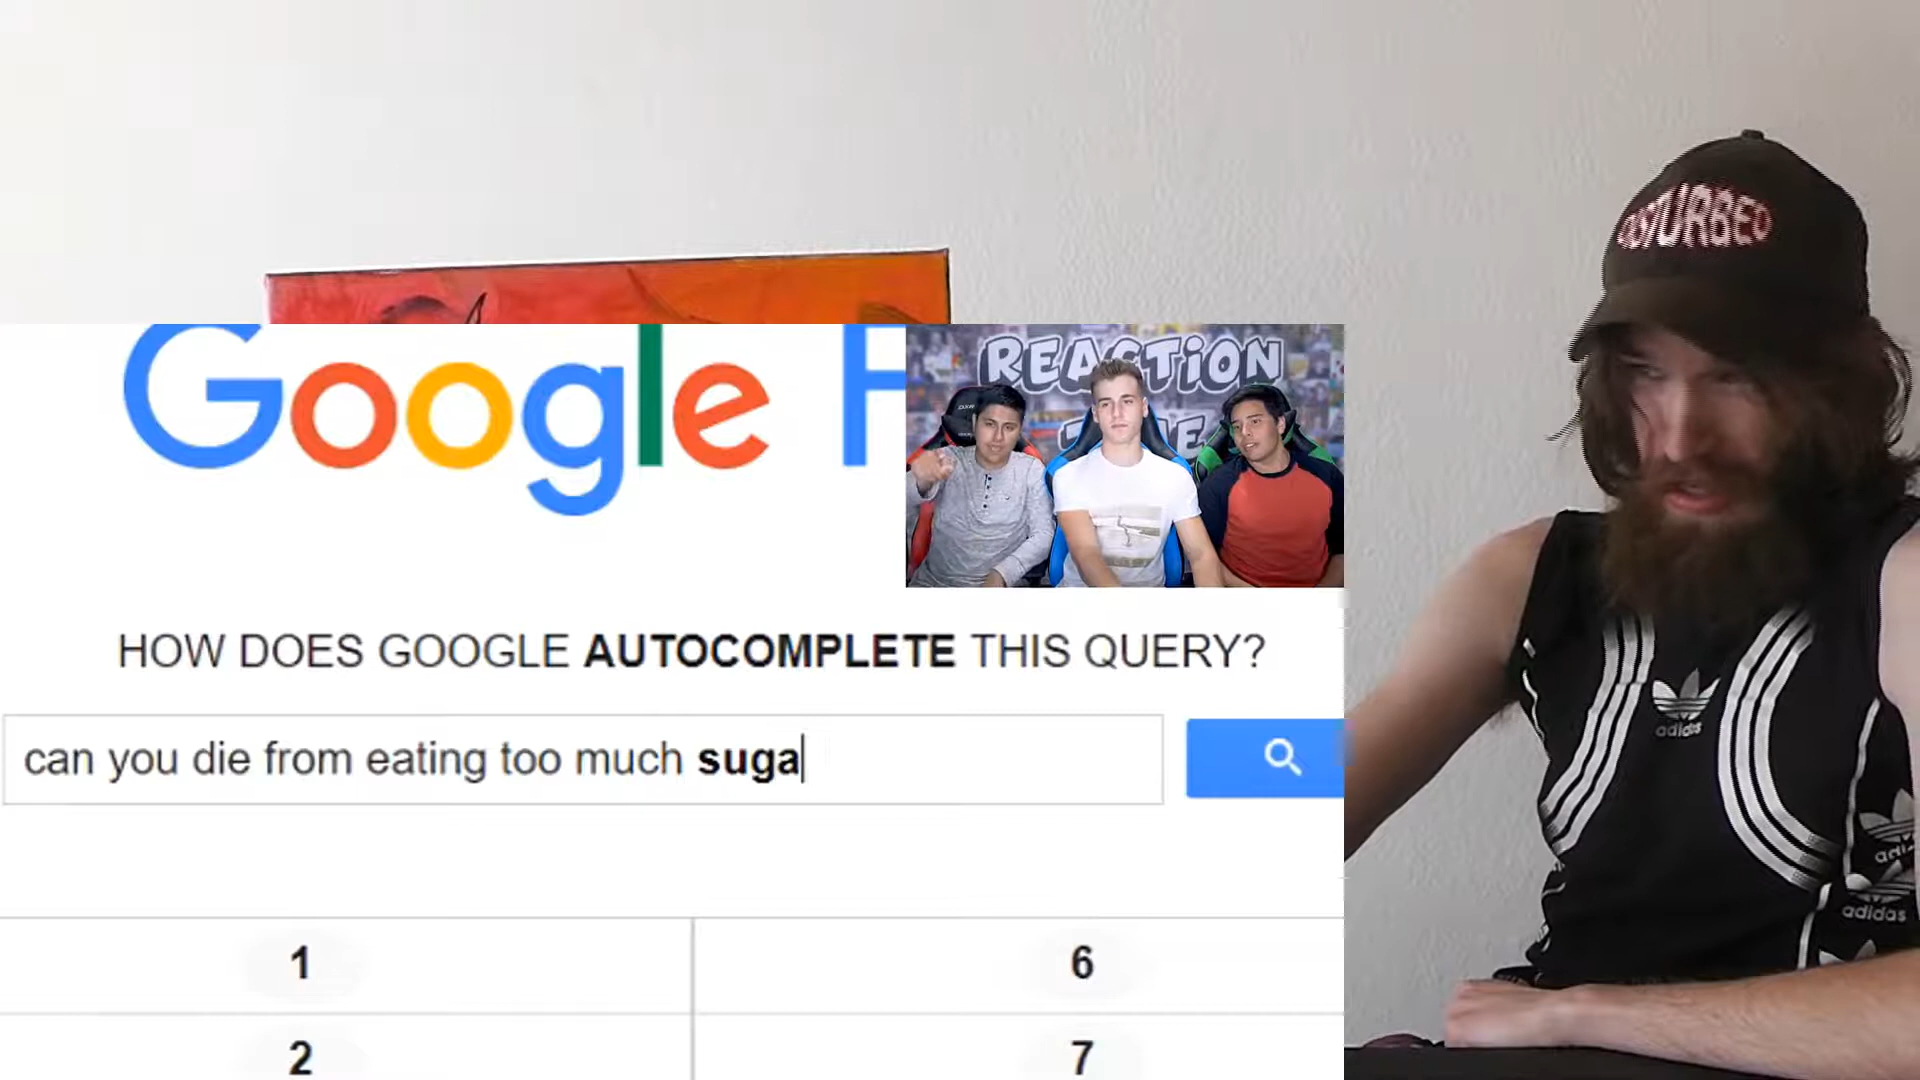 DISTURBED
Google F
REACTION
HOW DOES GOOGLE AUTOCOMPLETE THIS QUERY?
can you die from eating too much suga
adidas
1
6
adidas
2
7